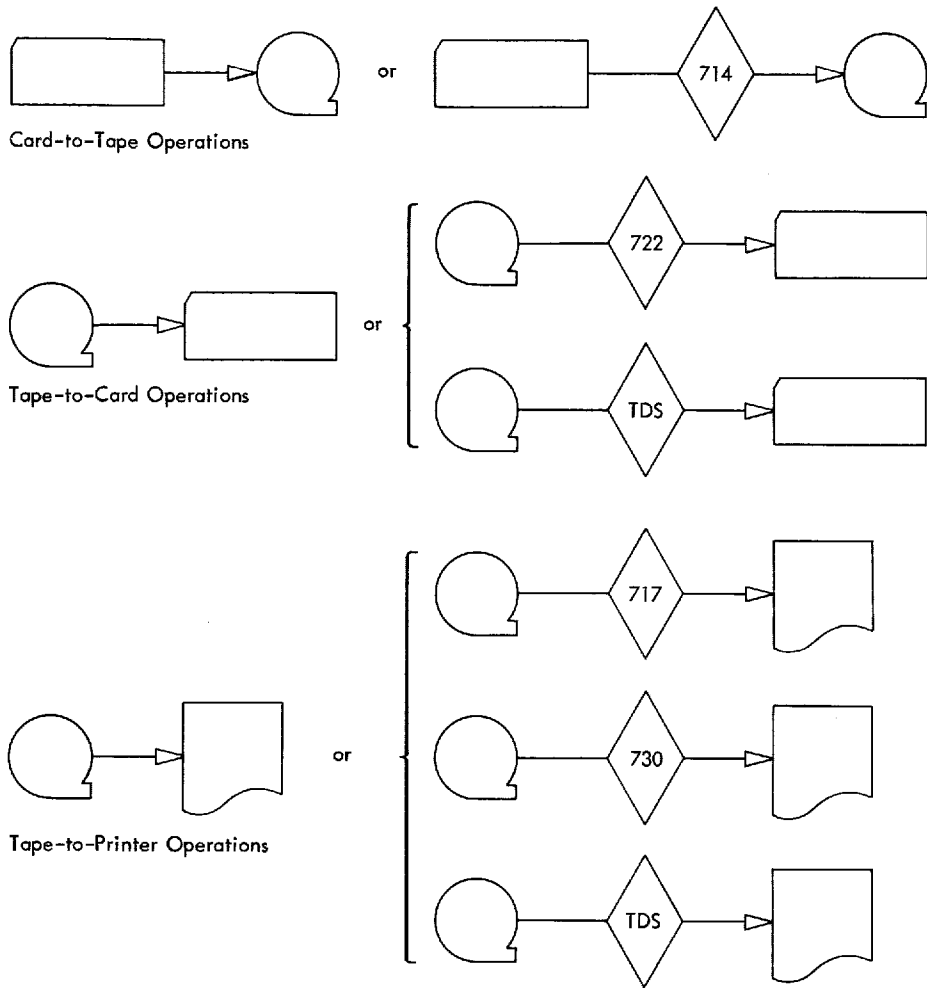 or
714
Card-to-Tape Operations
722
or
Tape-to-Card Operations
TDS
717
730
or
Tape-to-Printer Operations
TDS